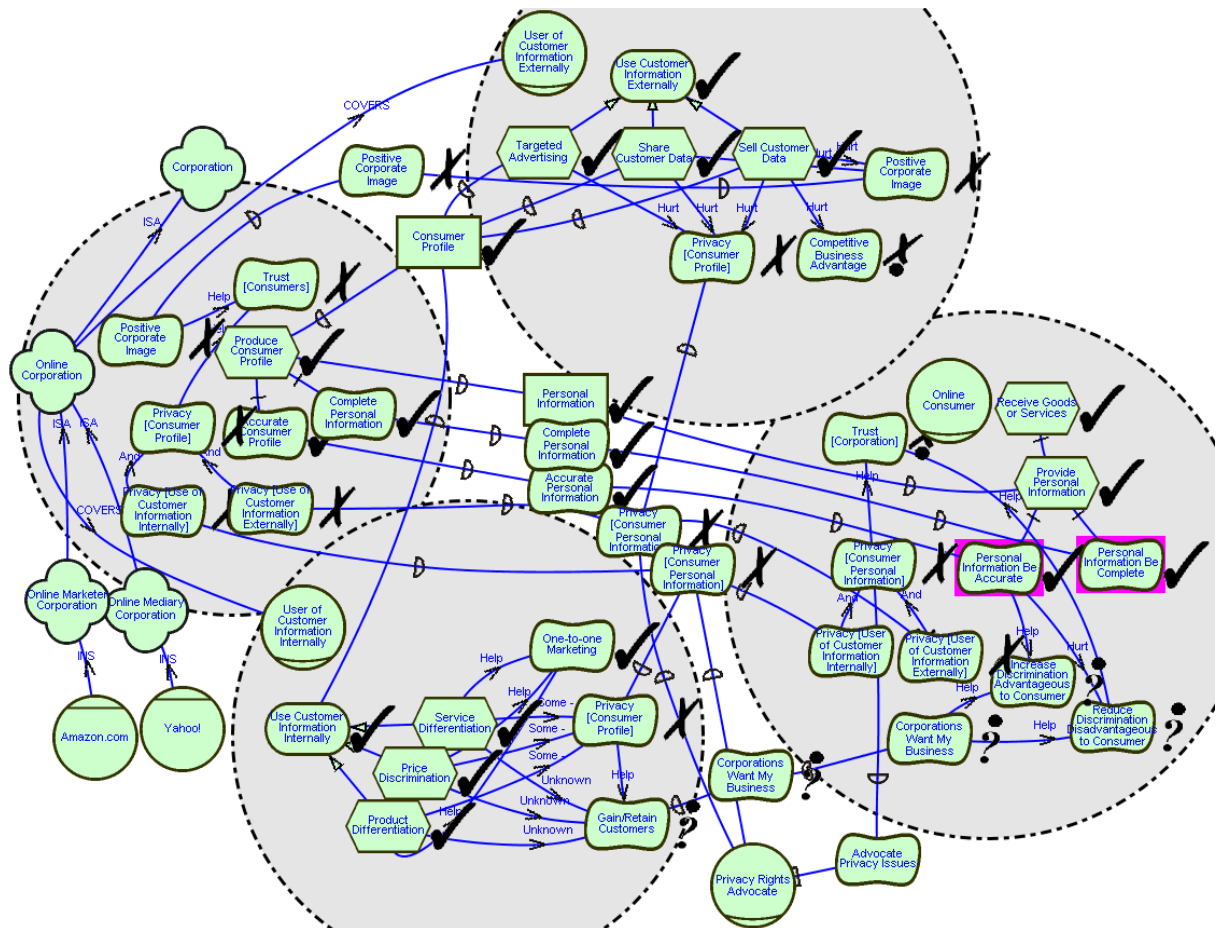 User of
Customer
Information
Externally
Use Customer
Information
Externally
COVERS
Targeted
Advertising
Share
Customer Data
Sell Customer
Data
Hurt
Hurt
Positive
Corporate
Image
Corporation
Positive
Corporate
Image
ISA
Hurt
Hurt
Hurt
Hurt
Consumer
Profile
Privacy
[Consumer
Profile]
Competitive
Business
Advantage
Trust
[Consumers]
Help
Positive
Corporate
Image
Produce
Consumer
Profile
Online
Corporation
Personal
Information
Online
Consumer
Receive Goods
or Services
ISA
ISA
Privacy
[Consumer
Profile]
Accurate
Consumer
Profile
Complete
Personal
Information
Complete
Personal
Information
Trust
[Corporation]
And
And
Accurate
Personal
Information
Help
Help
Provide
Personal
Information
Privacy [Use of
Customer
Information
Internally]
Privacy [Use of
Customer
Information
Externally]
COVERS
Privacy
[Consumer
Personal
Information]
Privacy
[Consumer
Personal
Information]
Privacy
[Consumer
Personal
Information]
Personal
Information Be
Accurate
Personal
Information Be
Complete
Online Marketer
Corporation
Online Mediary
Corporation
User of
Customer
Information
Internally
And
And
Privacy [User
of Customer
Information
Internally]
Privacy [User
of Customer
Information
Externally]
Help
Hurt
INS
INS
One-to-one
Marketing
Help
Help
Increase
Discrimination
Advantageous
to Consumer
Amazon.com
Yahoo!
Use Customer
Information
Internally
Service
Differentiation
Some -
Some -
Some -
Privacy
[Consumer
Profile]
Help
Corporations
Want My
Business
Help
Reduce
Discrimination
Disadvantageous
to Consumer
Price
Discrimination
Unknown
Help
Corporations
Want My
Business
Product
Differentiation
Help
Unknown
Unknown
Gain/Retain
Customers
Advocate
Privacy Issues
Privacy Rights
Advocate